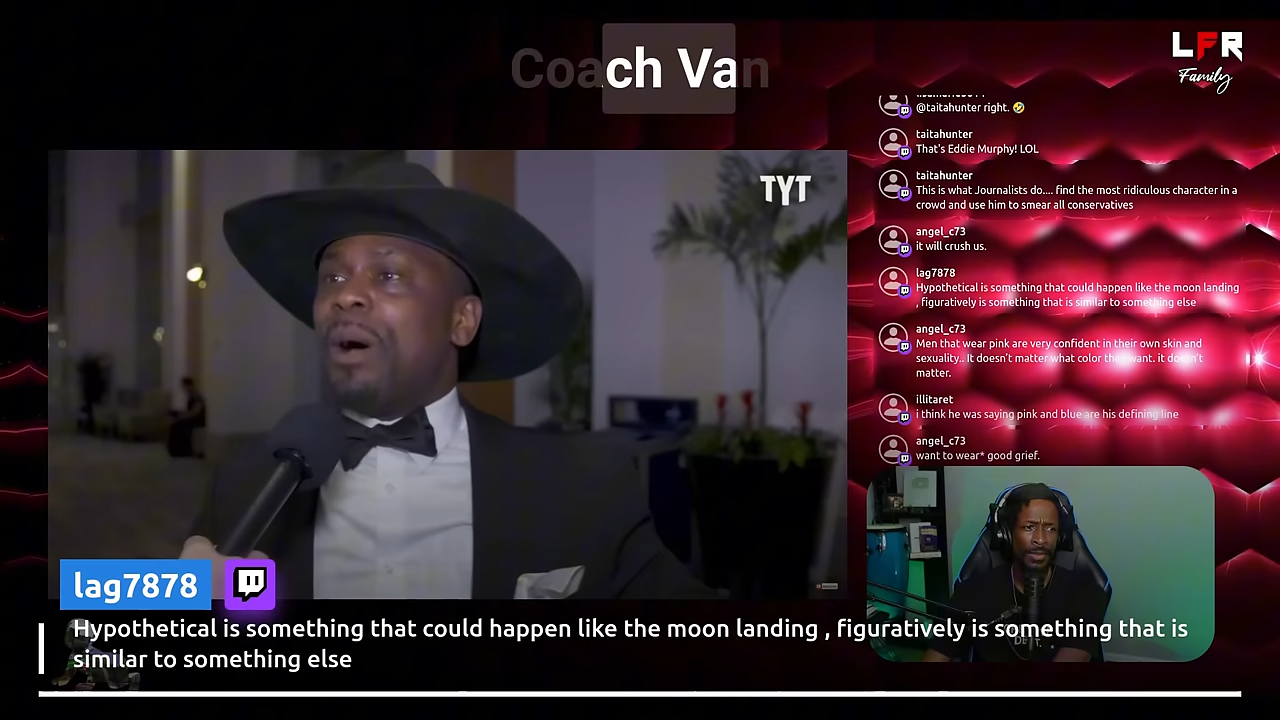 Coach Van
LFR
Family
TYT
@taitahunter right. 🤣
taitahunter
That's Eddie Murphy! LOL
taitahunter
This is what Journalists do.... find the most ridiculous character in a
crowd and use him to smear all conservatives
angel_c73
it will crush us.
lag7878
Hypothetical is something that could happen like the moon landing
, figuratively is something that is similar to something else
angel_c73
Men that wear pink are very confident in their own skin and
sexuality.. It doesn't matter what color they want. it doesn't
matter.
illitaret
i think he was saying pink and blue are his defining line
angel_c73
want to wear* good grief.
lag7878
Hypothetical is something that could happen like the moon landing , figuratively is something that is
similar to something else